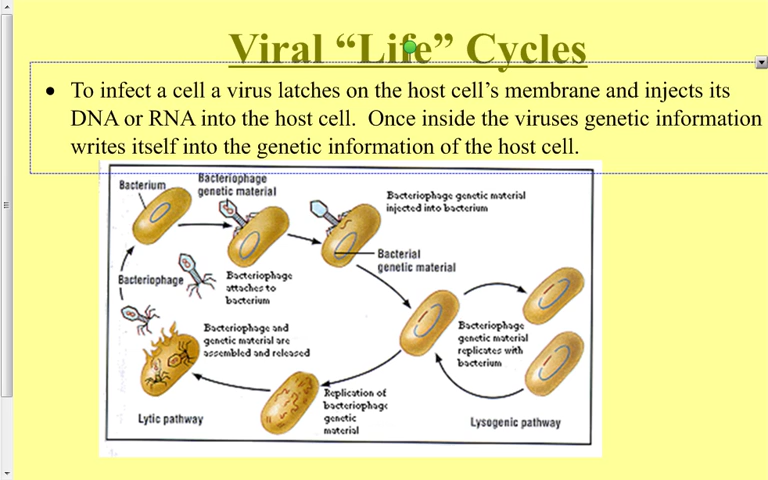 Viral “Life” Cycles
• To infect a cell a virus latches on the host cell’s membrane and injects its
DNA or RNA into the host cell.  Once inside the viruses genetic information
writes itself into the genetic information of the host cell.
Bacterium
Bacteriophage
genetic material
Bacteriophage genetic material
injected into bacterium
Bacterial
genetic material
Bacteriophage
Bacteriophage
attaches to
bacterium
Bacteriophage and
genetic material are
assembled and released
Bacteriophage
genetic material
replicates with
bacterium
Replication of
bacteriophage
genetic
material
Lytic pathway
Lysogenic pathway